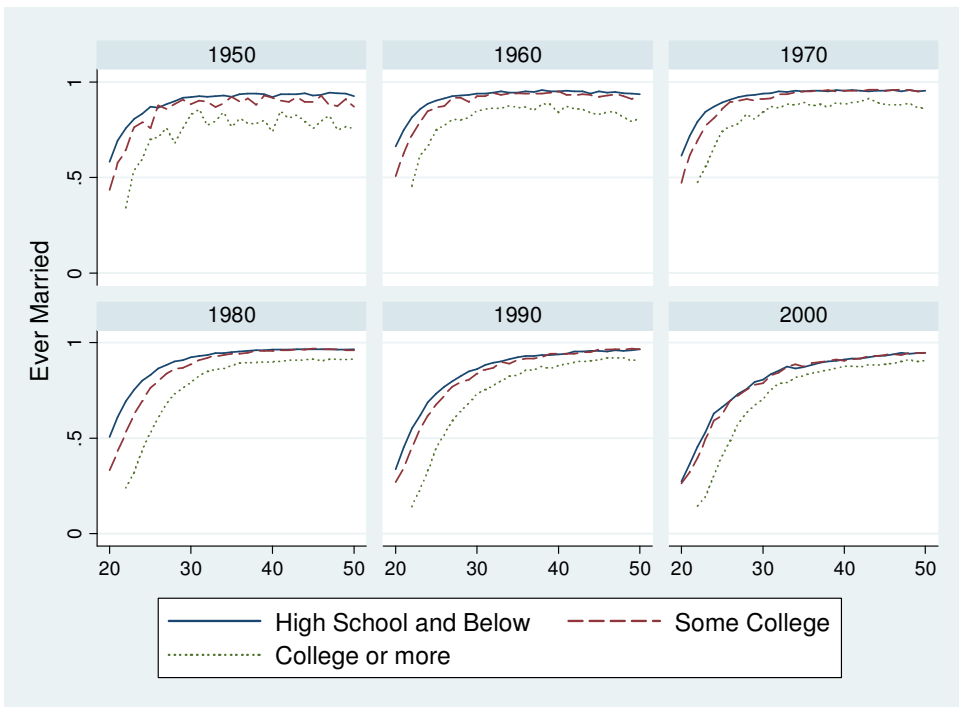 1950 1960 1970
1
.5
0
1980 1990 2000
1
.5
0
20 30 40 50 20 30 40 50 20 30 40 50
Ever Married
High School and Below Some College
College or more